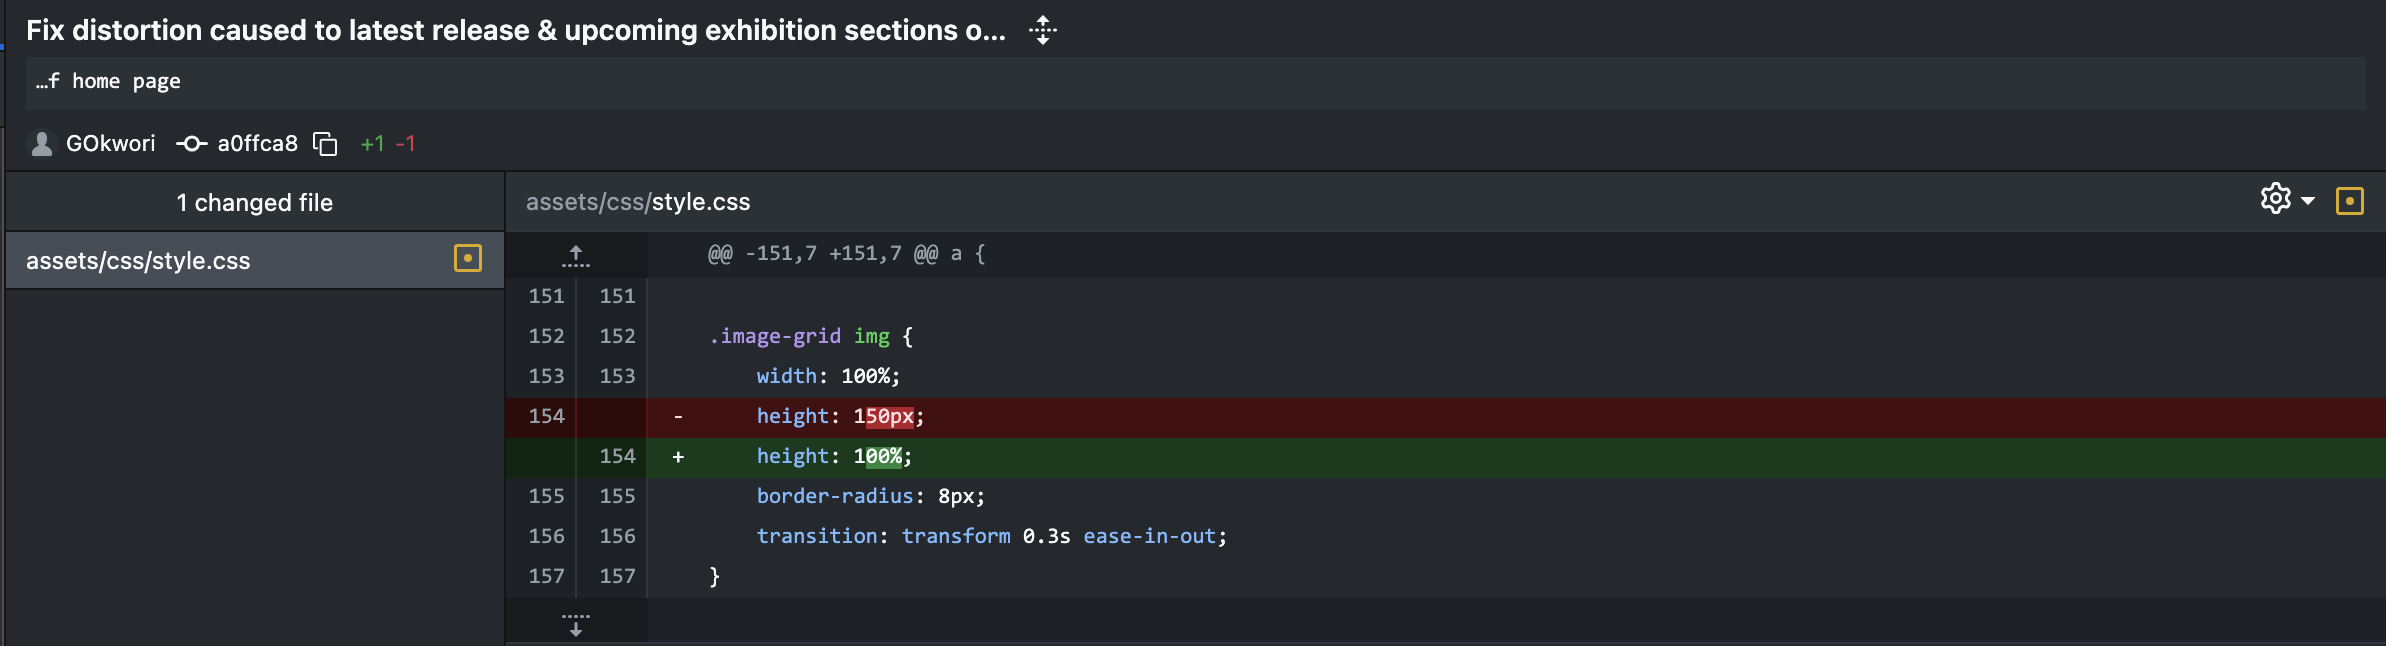 Fix distortion caused to latest release & upcoming exhibition sections o...
…f home page
GOkwori a0ffca8 +1 -1
1 changed file
assets/css/style.css
assets/css/style.css
@@ -151,7 +151,7 @@ a {
151 151
152 152 .image-grid img {
153 153 width: 100%;
154 - height: 150px;
154 + height: 100%;
155 155 border-radius: 8px;
156 156 transition: transform 0.3s ease-in-out;
157 157 }